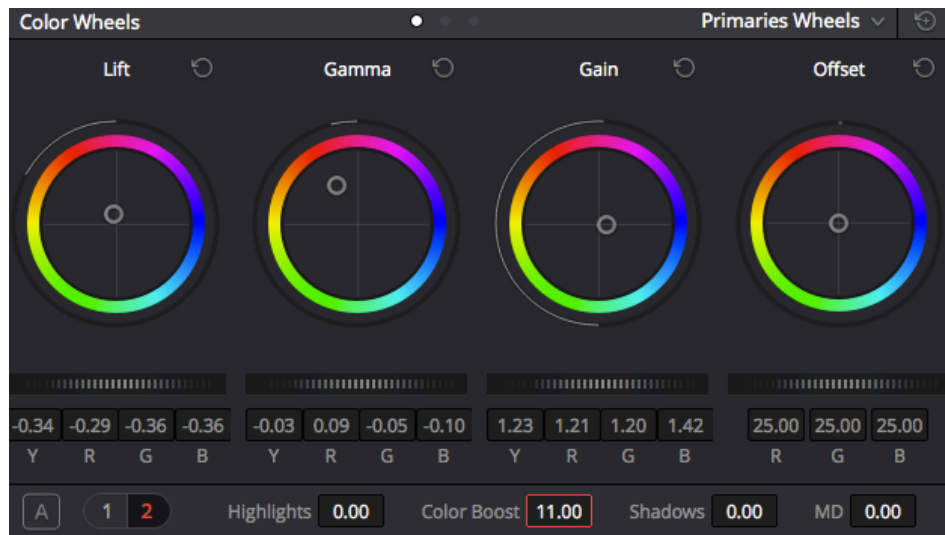 Color Wheels Primaries Wheels
Lift Gamma Gain Offset
-0.34 -0.29 -0.36 -0.36 -0.03 0.09 -0.05 -0.10 1.23 1.21 1.20 1.42 25.00 25.00 25.00
Y R G B Y R G B Y R G B R G B
A 1 2 Highlights 0.00 Color Boost 11.00 Shadows 0.00 MD 0.00